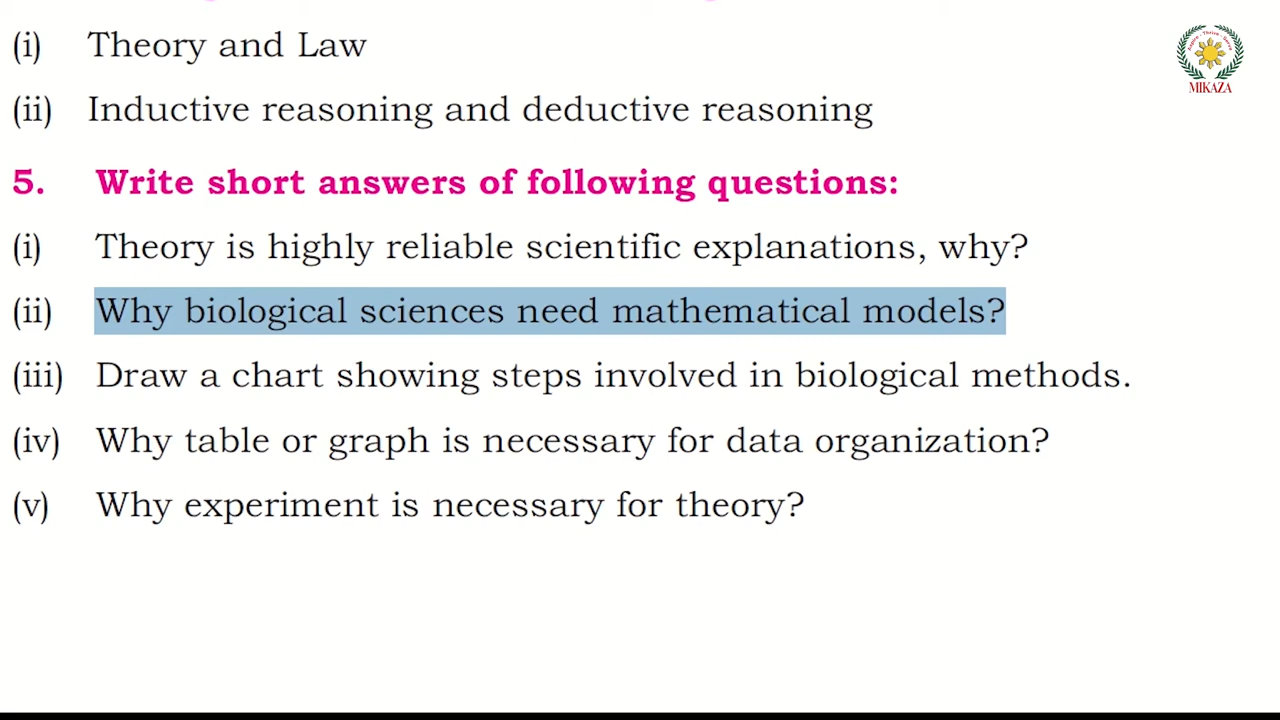 (i) Theory and Law
(ii) Inductive reasoning and deductive reasoning
5. Write short answers of following questions:
(i) Theory is highly reliable scientific explanations, why?
(ii) Why biological sciences need mathematical models?
(iii) Draw a chart showing steps involved in biological methods.
(iv) Why table or graph is necessary for data organization?
(v) Why experiment is necessary for theory?
MIKAZA